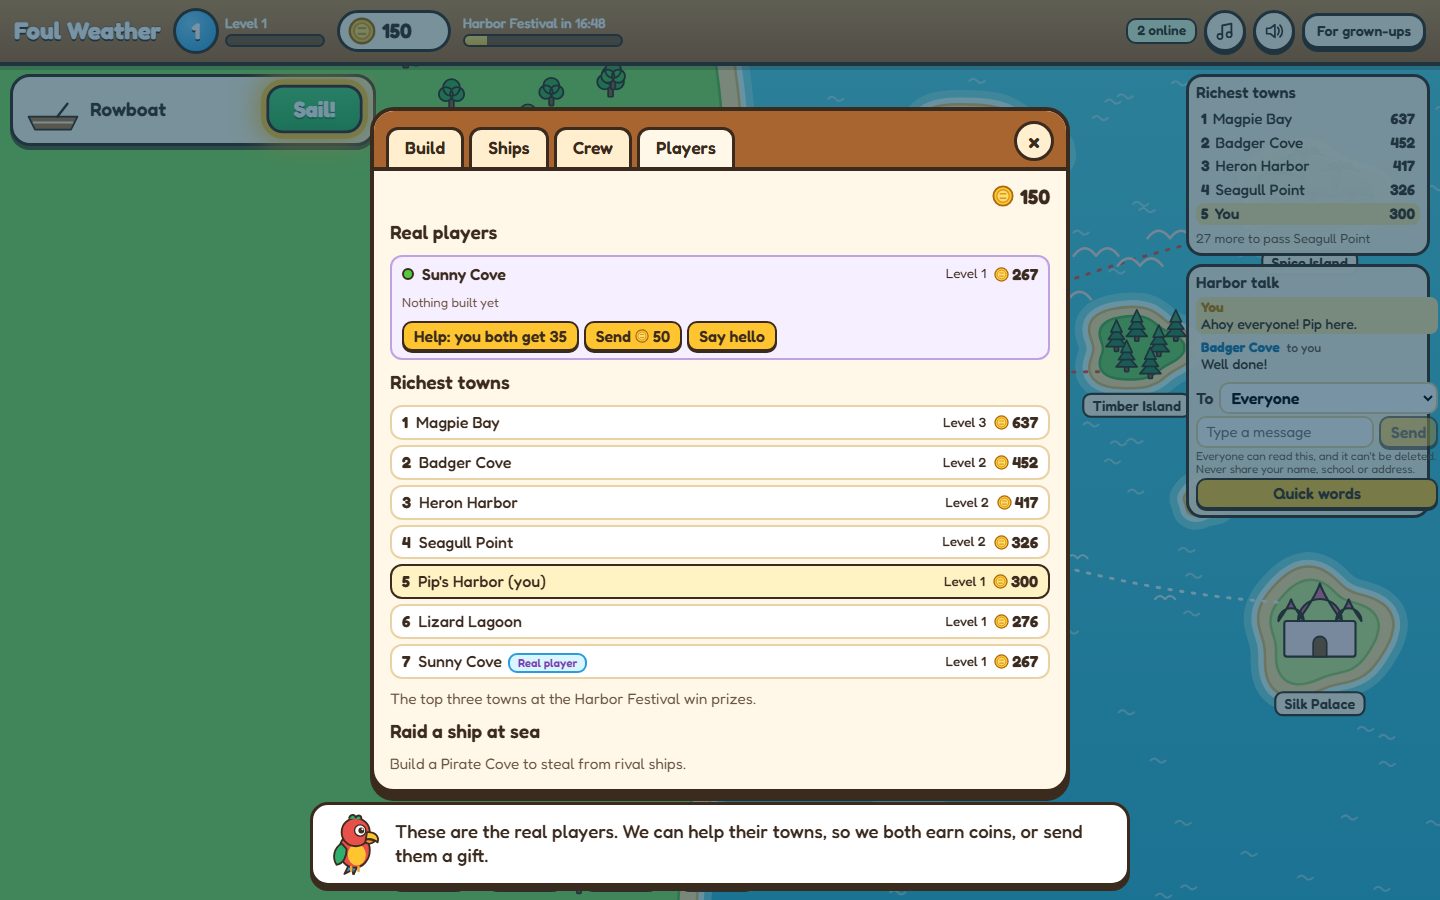 Foul Weather
1
Level 1
150
Harbor Festival in 16:48
2 online
For grown-ups
Rowboat
Sail!
Build
Ships
Crew
Players
×
150
Real players
Sunny Cove
Level 1 267
Nothing built yet
Help: you both get 35
Send 50
Say hello
Richest towns
1 Magpie Bay Level 3 637
2 Badger Cove Level 2 452
3 Heron Harbor Level 2 417
4 Seagull Point Level 2 326
5 Pip's Harbor (you) Level 1 300
6 Lizard Lagoon Level 1 276
7 Sunny Cove Real player Level 1 267
The top three towns at the Harbor Festival win prizes.
Raid a ship at sea
Build a Pirate Cove to steal from rival ships.
These are the real players. We can help their towns, so we both earn coins, or send
them a gift.
Richest towns
1 Magpie Bay 637
2 Badger Cove 452
3 Heron Harbor 417
4 Seagull Point 326
5 You 300
27 more to pass Seagull Point
Spice Island
Harbor talk
You
Ahoy everyone! Pip here.
Badger Cove to you
Well done!
To Everyone
Type a message
Send
Everyone can read this, and it can't be deleted.
Never share your name, school or address.
Quick words
Timber Island
Silk Palace